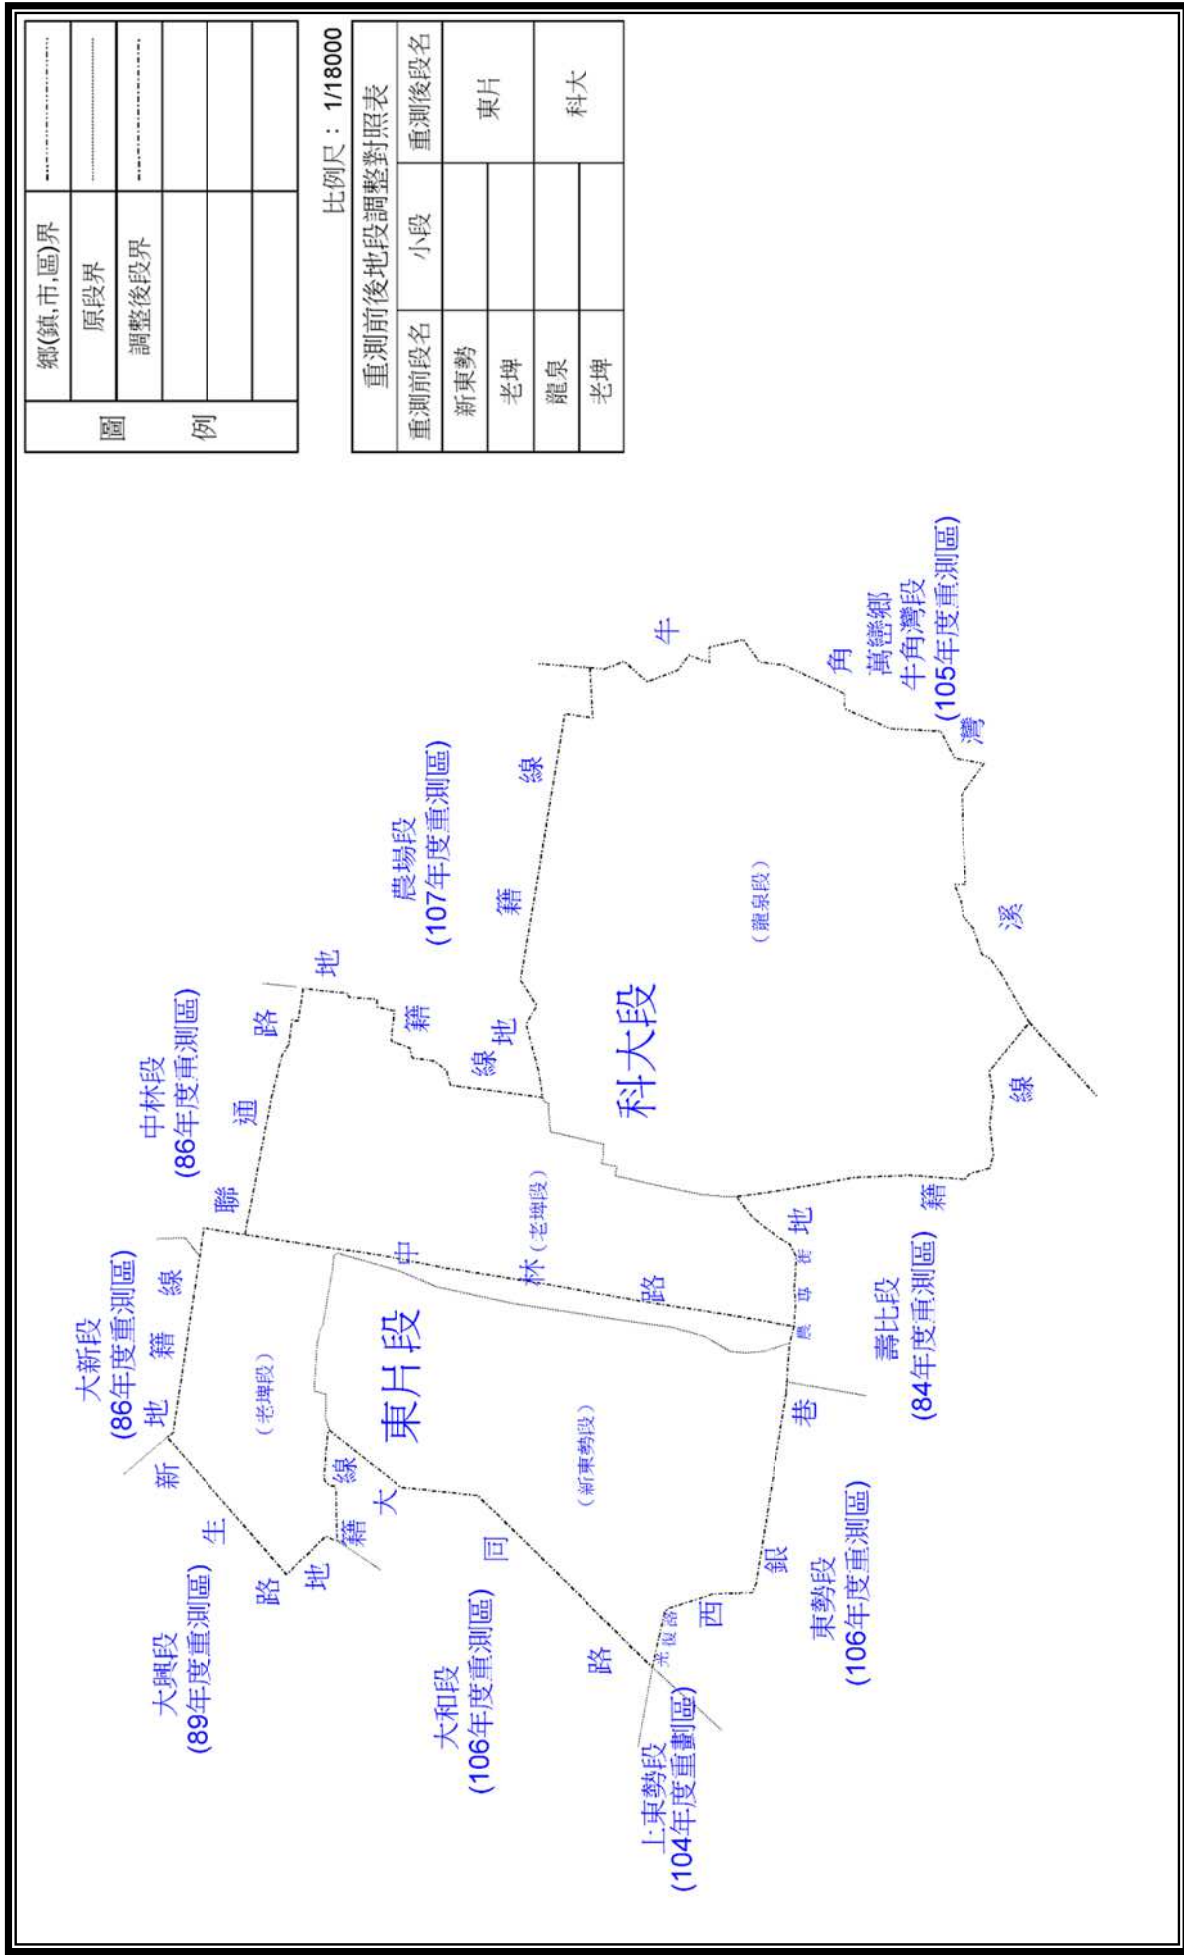 圖例
鄉(鎮,市,區)界
原段界
調整後段界
比例尺：1/18000
重測前後地段調整對照表
重測前段名 小段 重測後段名
新東勢 東片
老埤
龍泉 科大
老埤
大新段
(86年度重測區)
中林段
(86年度重測區)
農場段
(107年度重測區)
萬巒鄉
牛角灣段
(105年度重測區)
大興段
(89年度重測區)
大和段
(106年度重測區)
上東勢段
(104年度重劃區)
東勢段
(106年度重測區)
壽比段
(84年度重測區)
東片段
科大段
(老埤段)
(老埤段)
(新東勢段)
(龍泉段)
新生路
地籍線
地籍線
聯通路
地籍線
地籍線
牛角灣溪
中林路
大同路
光復路
西銀巷
地籍線